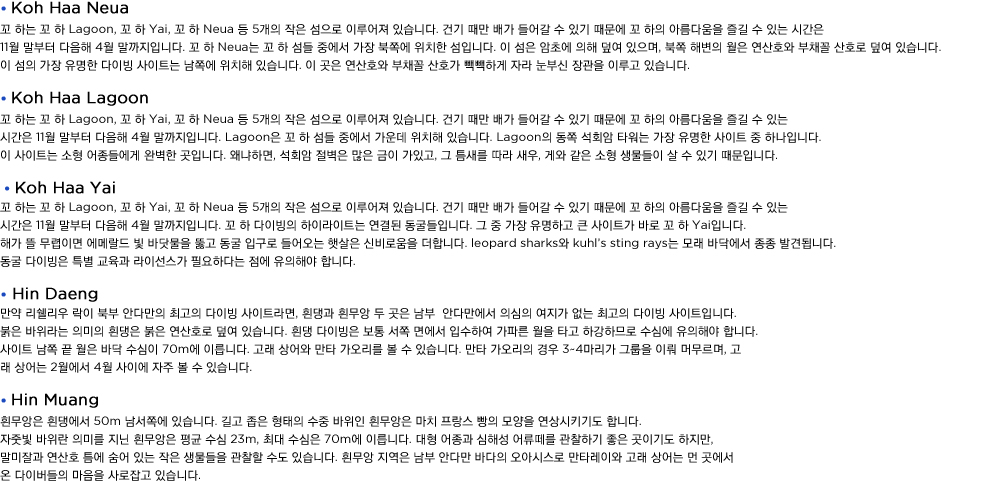 • Koh Haa Neua
꼬 하는 꼬 하 Lagoon, 꼬 하 Yai, 꼬 하 Neua 등 5개의 작은 섬으로 이루어져 있습니다. 건기 때만 배가 들어갈 수 있기 때문에 꼬 하의 아름다움을 즐길 수 있는 시간은
11월 말부터 다음해 4월 말까지입니다. 꼬 하 Neua는 꼬 하 섬들 중에서 가장 북쪽에 위치한 섬입니다. 이 섬은 암초에 의해 덮여 있으며, 북쪽 해변의 월은 연산호와 부채꼴 산호로 덮여 있습니다.
이 섬의 가장 유명한 다이빙 사이트는 남쪽에 위치해 있습니다. 이 곳은 연산호와 부채꼴 산호가 빽빽하게 자라 눈부신 장관을 이루고 있습니다.
• Koh Haa Lagoon
꼬 하는 꼬 하 Lagoon, 꼬 하 Yai, 꼬 하 Neua 등 5개의 작은 섬으로 이루어져 있습니다. 건기 때만 배가 들어갈 수 있기 때문에 꼬 하의 아름다움을 즐길 수 있는
시간은 11월 말부터 다음해 4월 말까지입니다. Lagoon은 꼬 하 섬들 중에서 가운데 위치해 있습니다. Lagoon의 동쪽 석회암 타워는 가장 유명한 사이트 중 하나입니다.
이 사이트는 소형 어종들에게 완벽한 곳입니다. 왜냐하면, 석회암 절벽은 많은 금이 가있고, 그 틈새를 따라 새우, 게와 같은 소형 생물들이 살 수 있기 때문입니다.
• Koh Haa Yai
꼬 하는 꼬 하 Lagoon, 꼬 하 Yai, 꼬 하 Neua 등 5개의 작은 섬으로 이루어져 있습니다. 건기 때만 배가 들어갈 수 있기 때문에 꼬 하의 아름다움을 즐길 수 있는
시간은 11월 말부터 다음해 4월 말까지입니다. 꼬 하 다이빙의 하이라이트는 연결된 동굴들입니다. 그 중 가장 유명하고 큰 사이트가 바로 꼬 하 Yai입니다.
해가 뜰 무렵이면 에메랄드 빛 바닷물을 뚫고 동굴 입구로 들어오는 햇살은 신비로움을 더합니다. leopard sharks와 kuhl's sting rays는 모래 바닥에서 종종 발견됩니다.
동굴 다이빙은 특별 교육과 라이선스가 필요하다는 점에 유의해야 합니다.
• Hin Daeng
만약 리쉘리우 락이 북부 안다만의 최고의 다이빙 사이트라면, 힌댕과 힌무앙 두 곳은 남부 안다만에서 의심의 여지가 없는 최고의 다이빙 사이트입니다.
붉은 바위라는 의미의 힌댕은 붉은 연산호로 덮여 있습니다. 힌댕 다이빙은 보통 서쪽 면에서 입수하여 가파른 월을 타고 하강하므로 수심에 유의해야 합니다.
사이트 남쪽 끝 월은 바닥 수심이 70m에 이릅니다. 고래 상어와 만타 가오리를 볼 수 있습니다. 만타 가오리의 경우 3~4마리가 그룹을 이뤄 머무르며, 고
래 상어는 2월에서 4월 사이에 자주 볼 수 있습니다.
• Hin Muang
힌무앙은 힌댕에서 50m 남서쪽에 있습니다. 길고 좁은 형태의 수중 바위인 힌무앙은 마치 프랑스 빵의 모양을 연상시키기도 합니다.
자줏빛 바위란 의미를 지닌 힌무앙은 평균 수심 23m, 최대 수심은 70m에 이릅니다. 대형 어종과 심해성 어류떼를 관찰하기 좋은 곳이기도 하지만,
말미잘과 연산호 틈에 숨어 있는 작은 생물들을 관찰할 수도 있습니다. 힌무앙 지역은 남부 안다만 바다의 오아시스로 만타레이와 고래 상어는 먼 곳에서
온 다이버들의 마음을 사로잡고 있습니다.